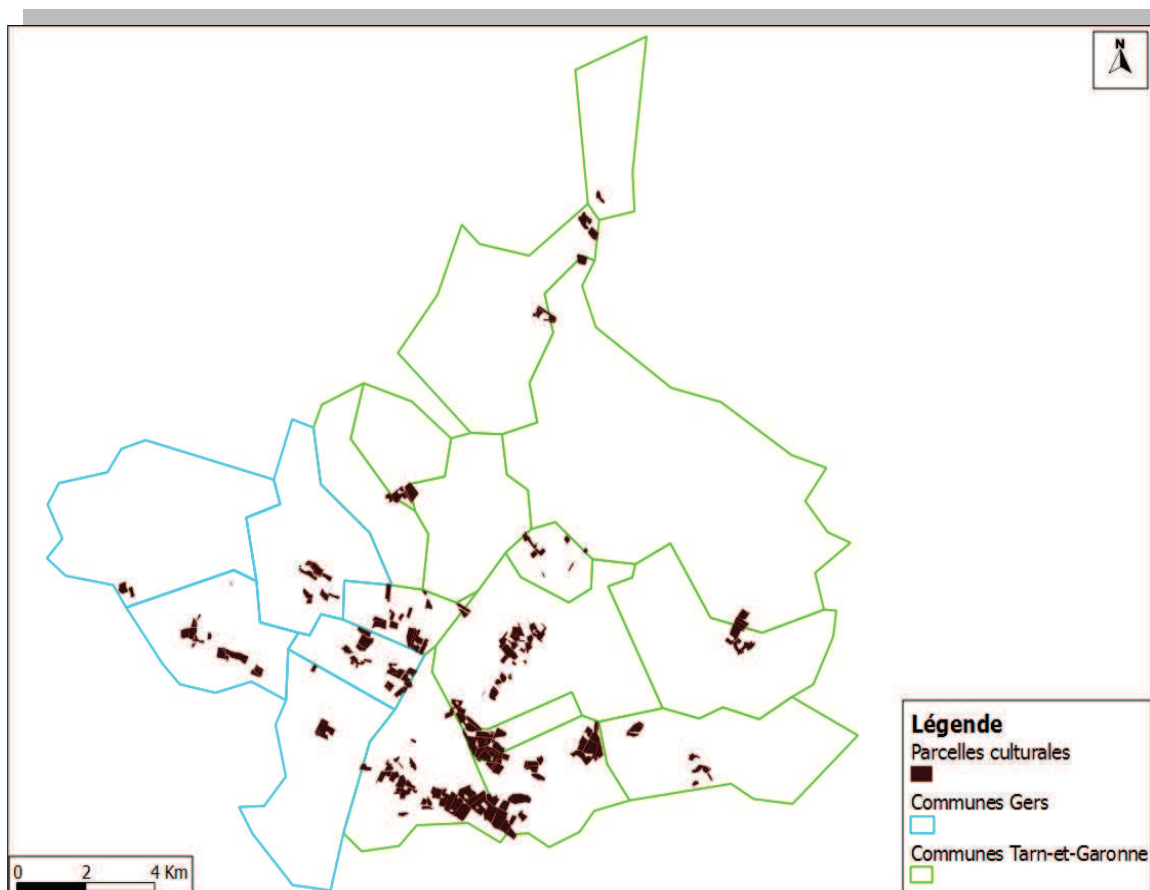 N
Légende
Parcelles culturales
Communes Gers
Communes Tarn-et-Garonne
0 2 4 Km